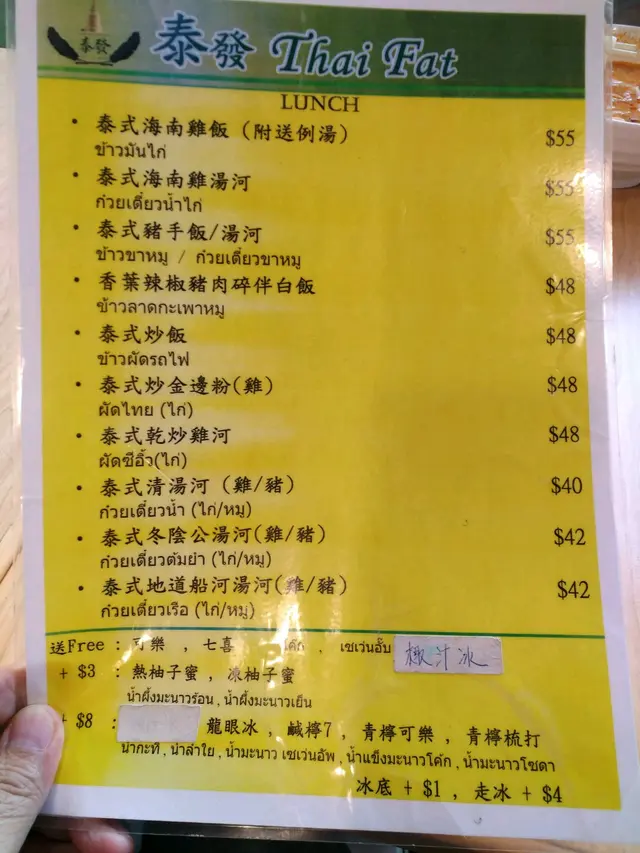 泰發
泰發 Thai Fat
LUNCH
• 泰式海南雞飯 (附送例湯) $55
ข้าวมันไก่
• 泰式海南雞湯河 $55
ก๋วยเตี๋ยวน้ำไก่
• 泰式豬手飯/湯河 $55
ข้าวขาหมู / ก๋วยเตี๋ยวขาหมู
• 香葉辣椒豬肉碎伴白飯 $48
ข้าวลาดกะเพาหมู
• 泰式炒飯 $48
ข้าวผัดรถไฟ
• 泰式炒金邊粉(雞) $48
ผัดไทย (ไก่)
• 泰式乾炒雞河 $48
ผัดซีอิ้ว(ไก่)
• 泰式清湯河 (雞/豬) $40
ก๋วยเตี๋ยวน้ำ (ไก่/หมู)
• 泰式冬陰公湯河(雞/豬) $42
ก๋วยเตี๋ยวต้มยำ (ไก่/หมู)
• 泰式地道船河湯河(雞/豬) $42
ก๋วยเตี๋ยวเรือ (ไก่/หมู)
送Free : 可樂 , 七喜 โค๊ก , เซเว่นอั๊บ 椰汁冰
+ $3 : 熱柚子蜜 , 凍柚子蜜
น้ำผึ้งมะนาวร้อน , น้ำผึ้งมะนาวเย็น
+ $8 : 龍眼冰 , 鹹檸7 , 青檸可樂 , 青檸梳打
น้ำกะทิ , น้ำลำใย , น้ำมะนาว เซเว่นอัพ , น้ำแข็งมะนาวโค๊ก , น้ำมะนาวโซดา
冰底 + $1 , 走冰 + $4